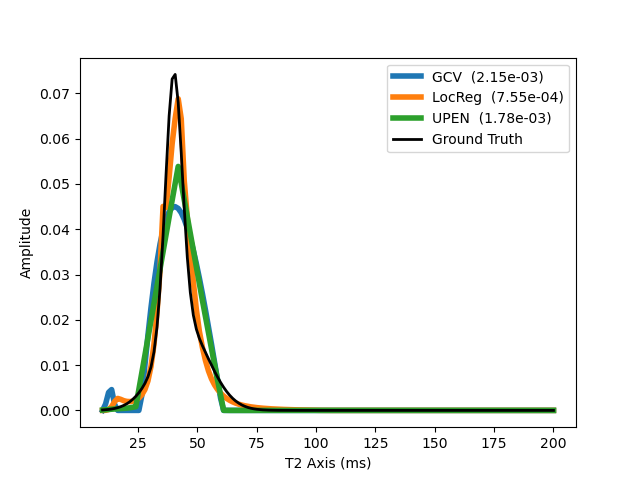 GCV (2.15e-03)
LocReg (7.55e-04)
UPEN (1.78e-03)
Ground Truth
Amplitude
0.07
0.06
0.05
0.04
0.03
0.02
0.01
0.00
25 50 75 100 125 150 175 200
T2 Axis (ms)